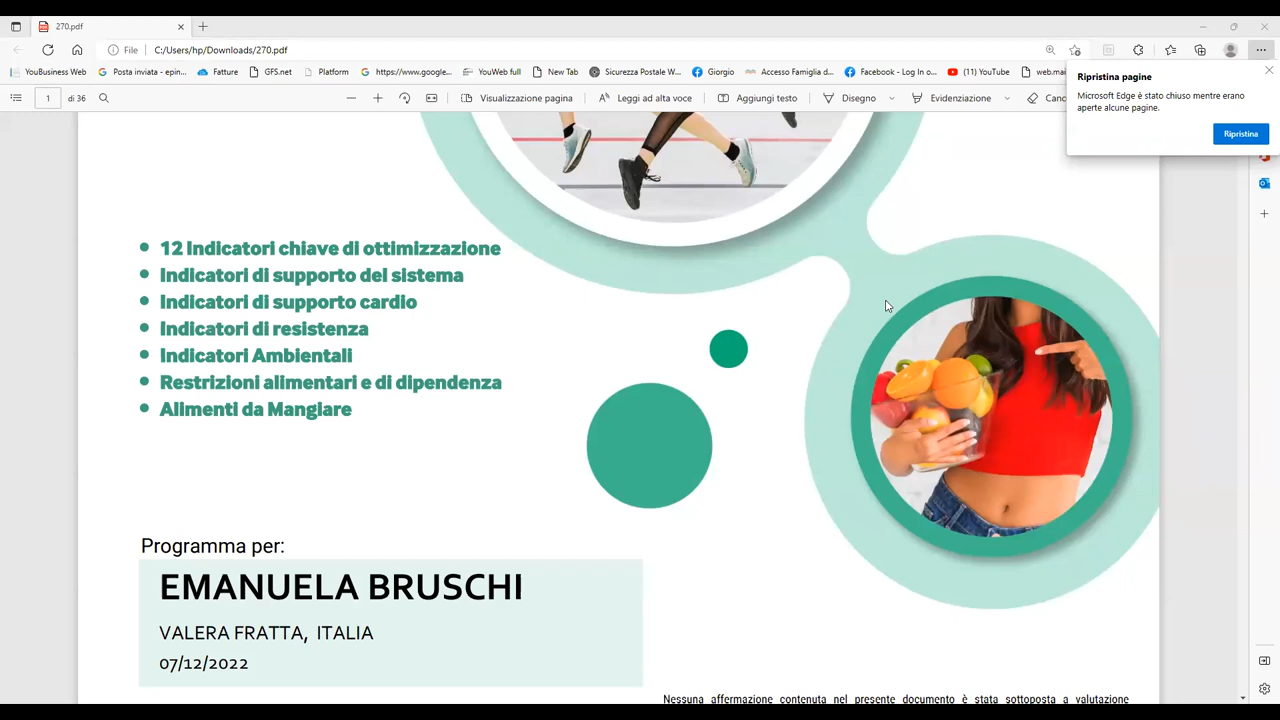 270.pdf
File C:/Users/hp/Downloads/270.pdf
YouBusiness Web Posta inviata - epin... Fatture GFS.net Platform https://www.google... YouWeb full New Tab Sicurezza Postale W... Giorgio Accesso Famiglia d... Facebook - Log In o... (11) YouTube web.mai
1 di 36 Visualizzazione pagina Leggi ad alta voce Aggiungi testo Disegno Evidenziazione Canc
Ripristina pagine
Microsoft Edge è stato chiuso mentre erano
aperte alcune pagine.
Ripristina
12 Indicatori chiave di ottimizzazione
Indicatori di supporto del sistema
Indicatori di supporto cardio
Indicatori di resistenza
Indicatori Ambientali
Restrizioni alimentari e di dipendenza
Alimenti da Mangiare
Programma per:
EMANUELA BRUSCHI
VALERA FRATTA, ITALIA
07/12/2022
Nessuna affermazione contenuta nel presente documento è stata sottoposta a valutazione